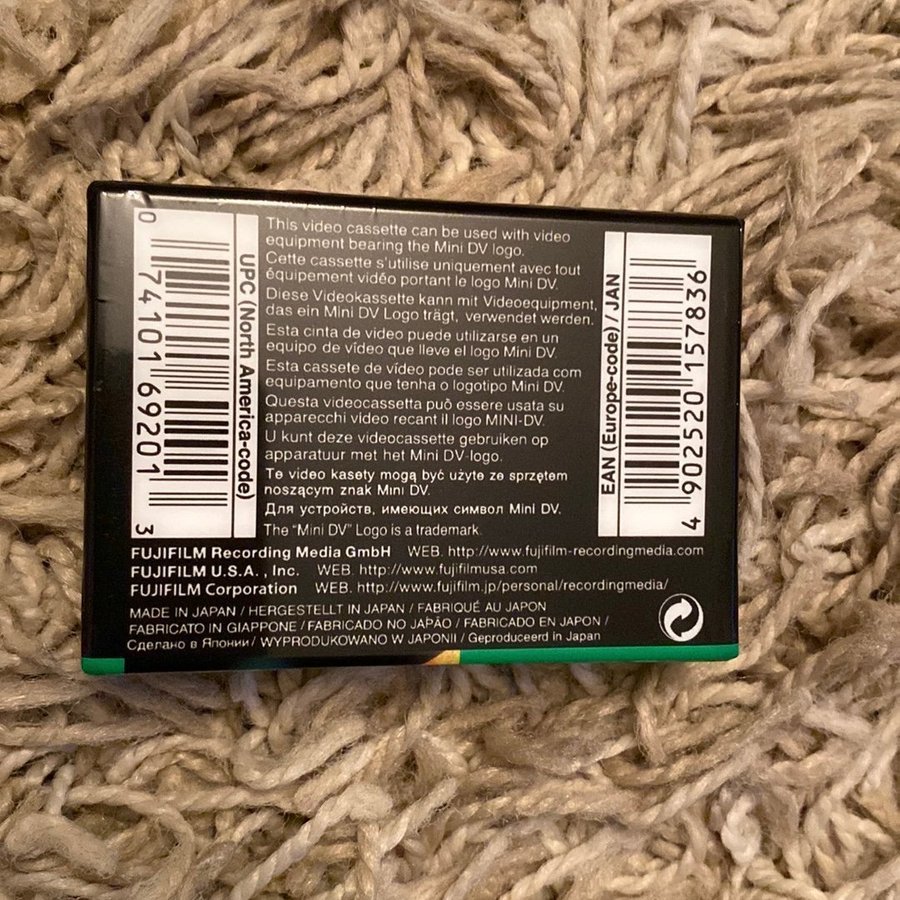 0 74101 69201 3
UPC (North America-code)
This video cassette can be used with video
equipment bearing the Mini DV logo.
Cette cassette s'utilise uniquement avec tout
équipement vidéo portant le logo Mini DV.
Diese Videokassette kann mit Videoequipment,
das ein Mini DV Logo trägt, verwendet werden.
Esta cinta de video puede utilizarse en un
equipo de vídeo que lleve el logo Mini DV.
Esta cassete de vídeo pode ser utilizada com
equipamento que tenha o logotipo Mini DV.
Questa videocassetta può essere usata su
apparecchi video recant il logo MINI-DV.
U kunt deze videocassette gebruiken op
apparatuur met het Mini DV-logo.
Te video kasety mogą być użyte ze sprzętem
noszącym znak Mini DV.
Для устройств, имеющих символ Mini DV.
The "Mini DV" Logo is a trademark.
EAN (Europe-code) / JAN
4 902520 157836
FUJIFILM Recording Media GmbH WEB. http://www.fujifilm-recordingmedia.com
FUJIFILM U.S.A. , Inc. WEB. http://www.fujifilmusa.com
FUJIFILM Corporation WEB. http://www.fujifilm.jp/personal/recordingmedia/
MADE IN JAPAN / HERGESTELLT IN JAPAN / FABRIQUÉ AU JAPON
FABRICATO IN GIAPPONE / FABRICADO NO JAPÃO / FABRICADO EN JAPON /
Сделано в Японии / WYPRODUKOWANO W JAPONII / Geproduceerd in Japan